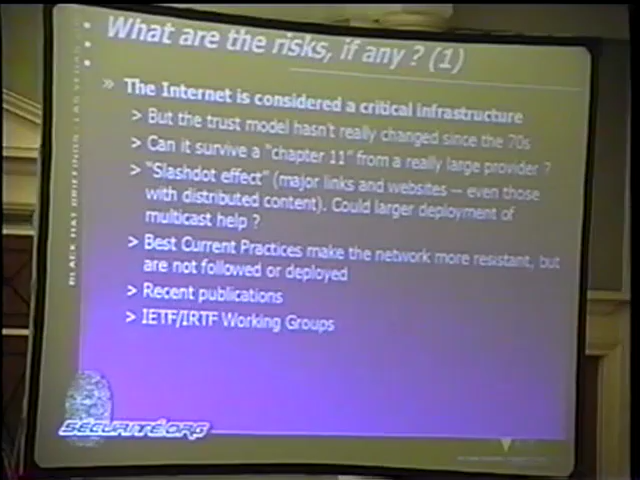 What are the risks, if any ? (1)
» The Internet is considered a critical infrastructure
> But the trust model hasn't really changed since the 70s
> Can it survive a "chapter 11" from a really large provider ?
> "Slashdot effect" (major links and websites – even those
with distributed content). Could larger deployment of
multicast help ?
> Best Current Practices make the network more resistant, but
are not followed or deployed
> Recent publications
> IETF/IRTF Working Groups
BLACK HAT BRIEFINGS : LAS VEGAS
SÉCURITÉ.ORG